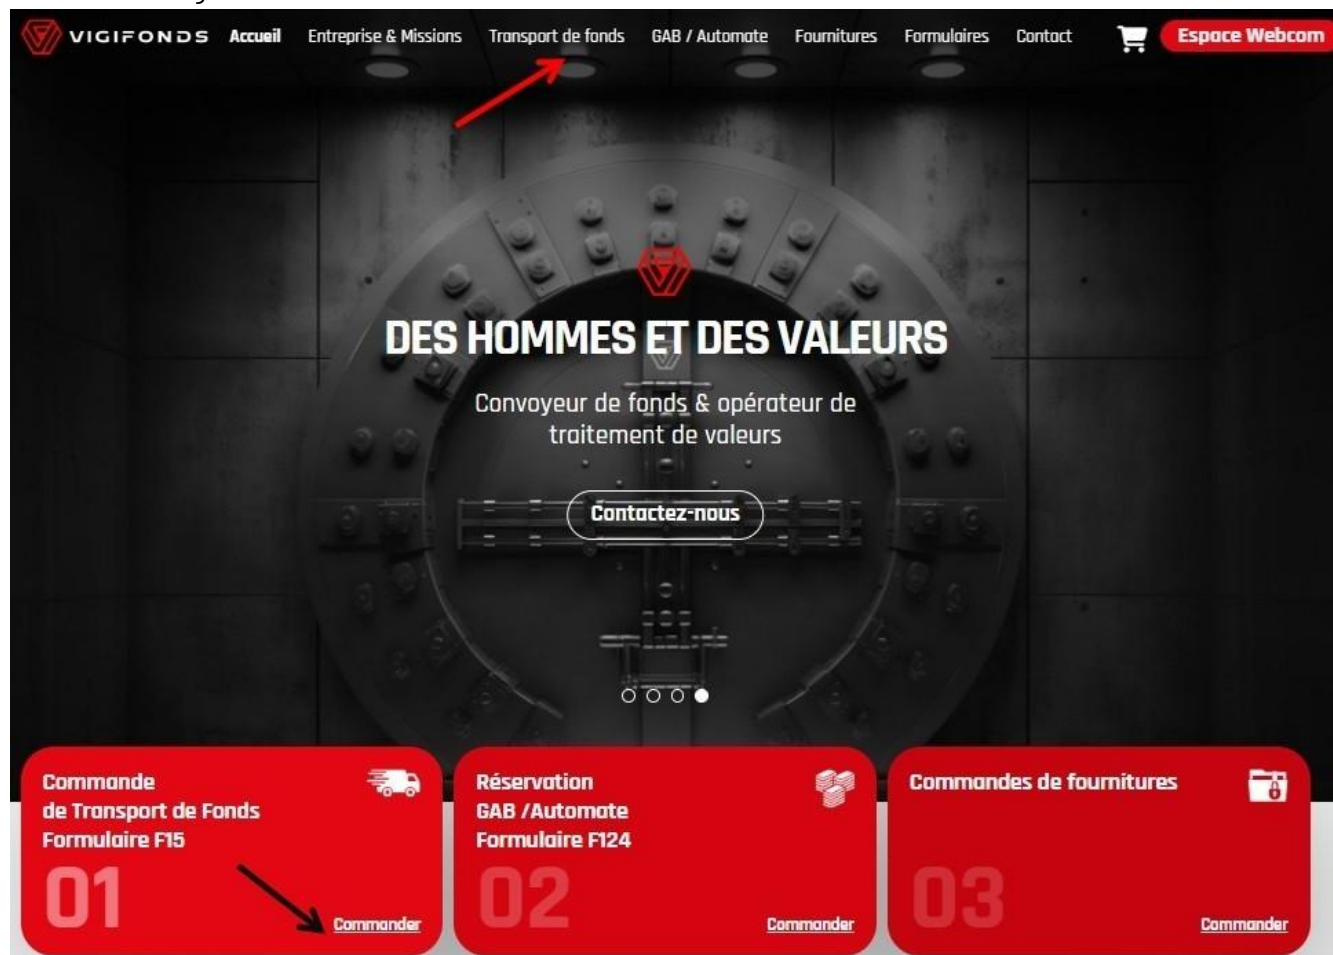 VIGIFONDS Accueil Entreprise & Missions Transport de fonds GAB / Automate Fournitures Formulaires Contact Espace Webcom
DES HOMMES ET DES VALEURS
Convoyeur de fonds & opérateur de
traitement de valeurs
Contactez-nous
Commande
de Transport de Fonds
Formulaire F15
01
Commander
Réservation
GAB /Automate
Formulaire F124
02
Commander
Commandes de fournitures
03
Commander